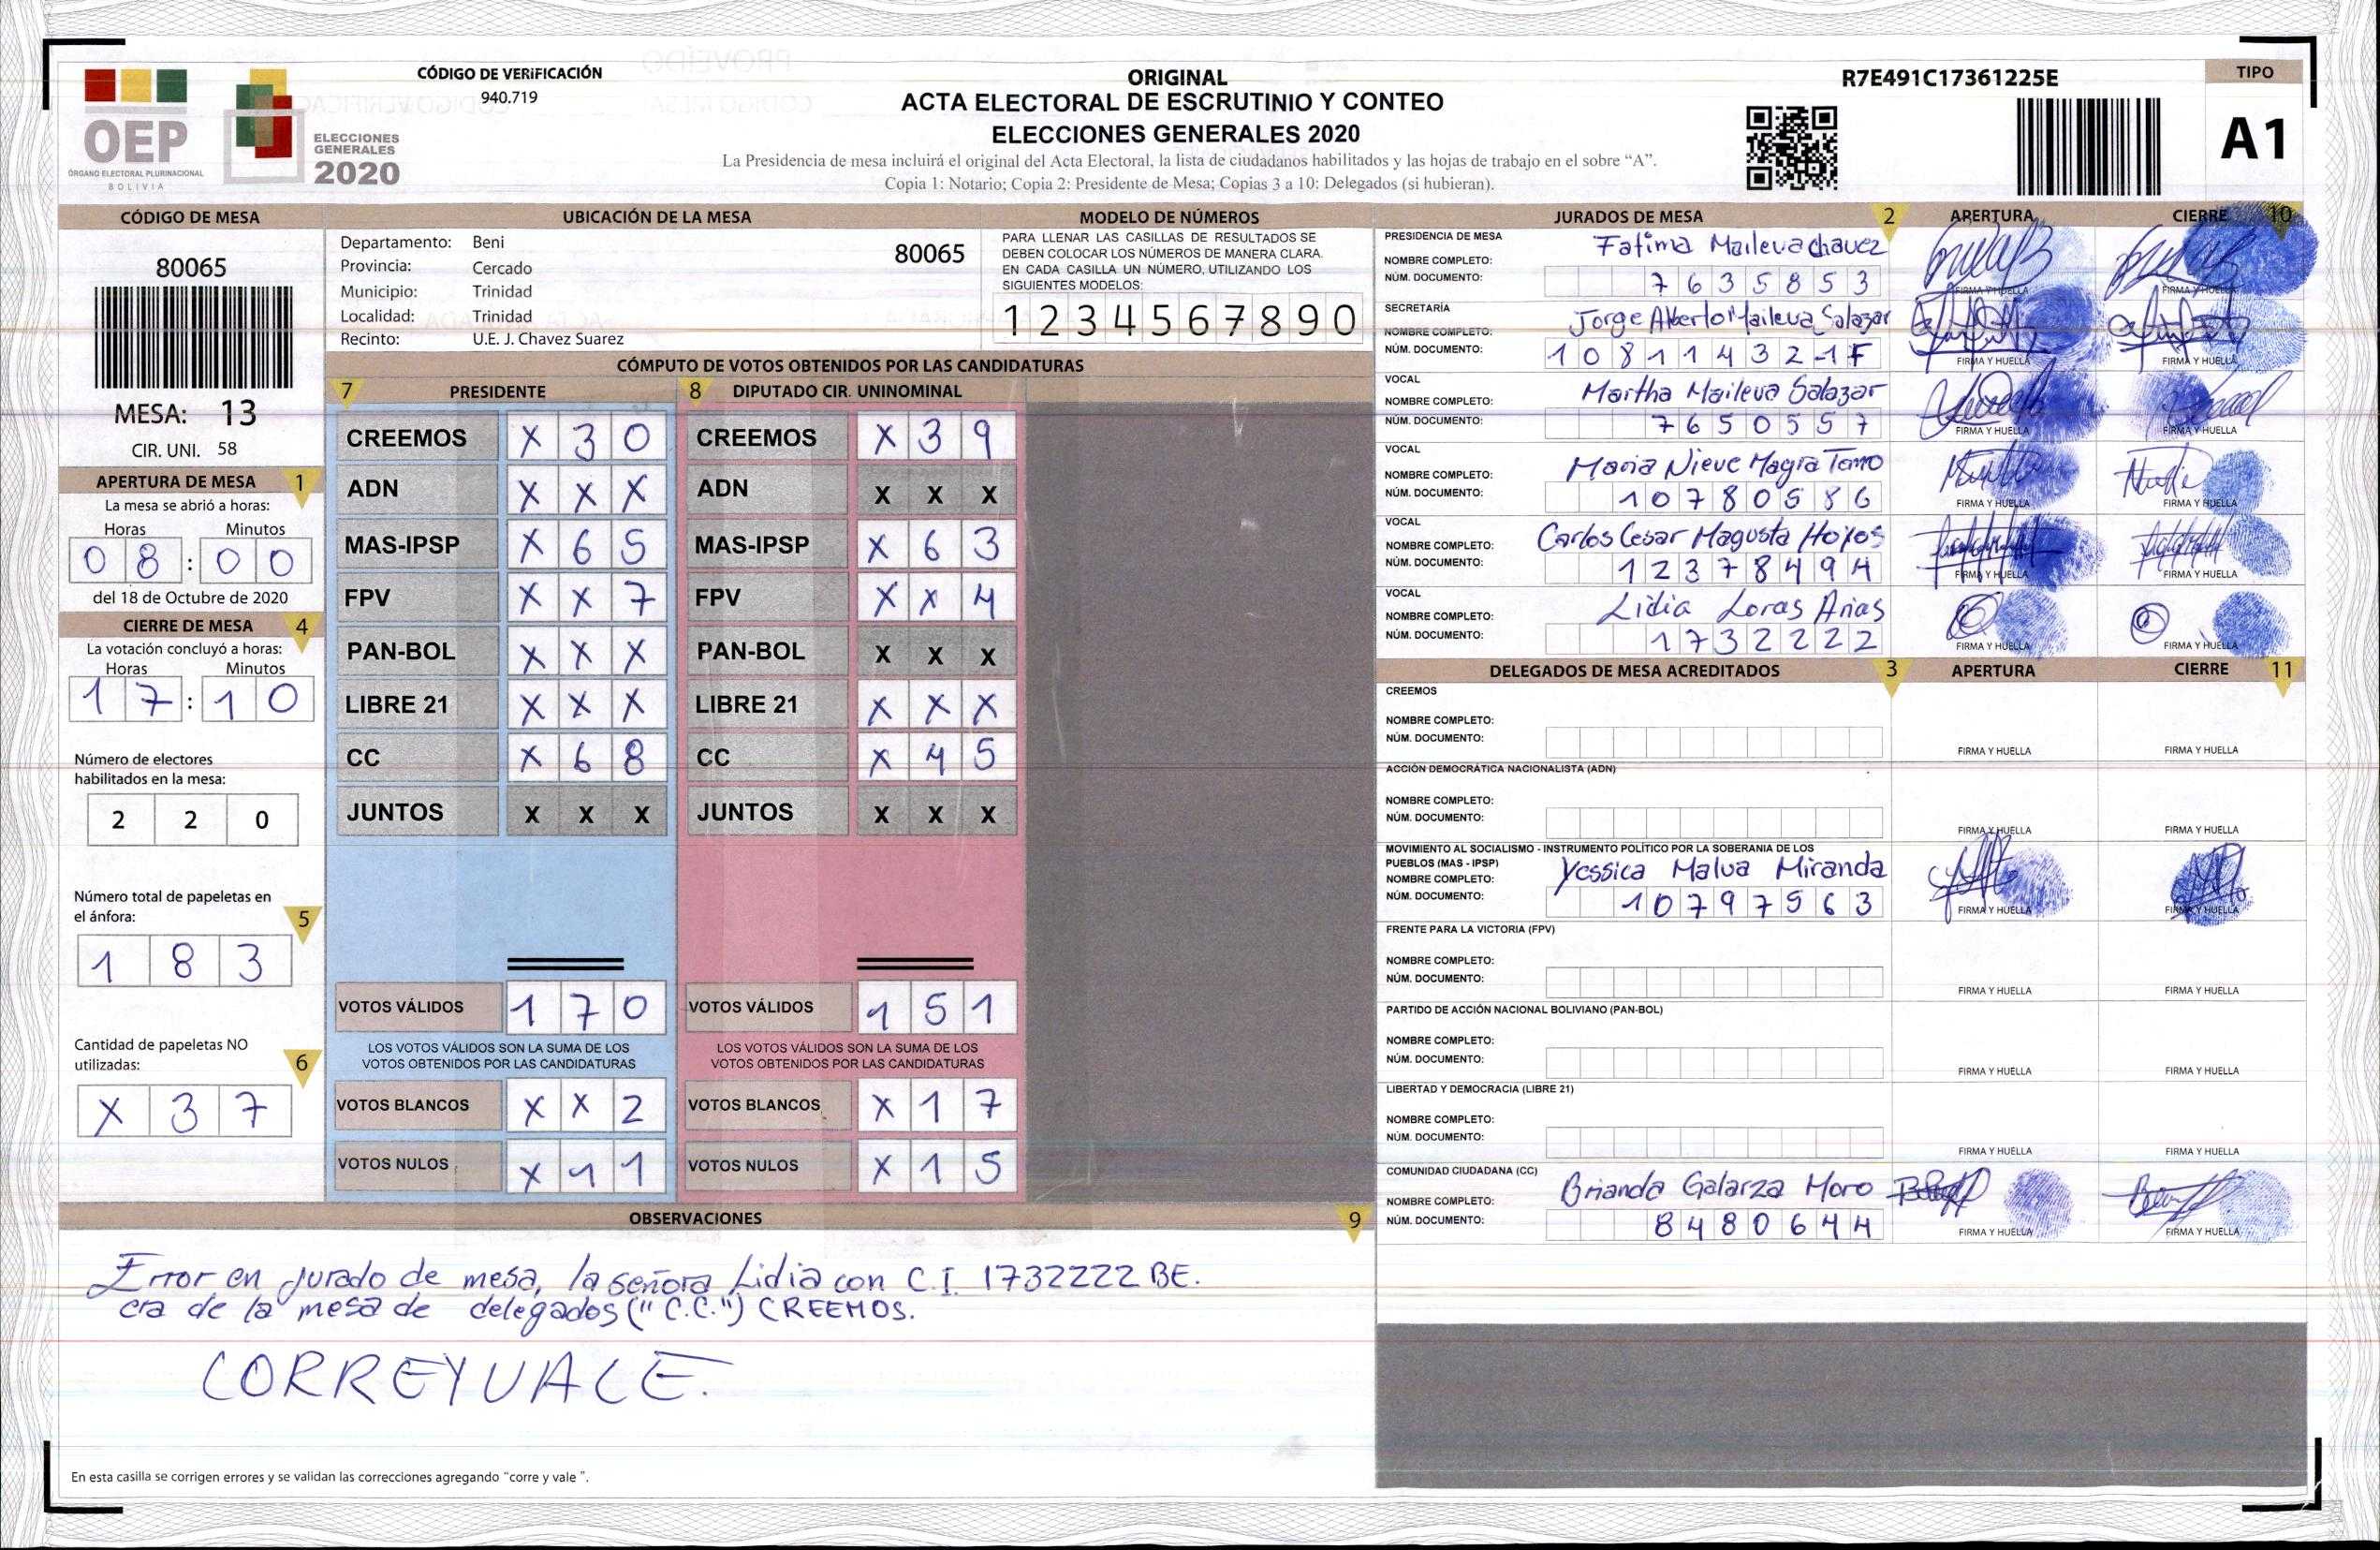 CÓDIGO DE VERIFICACIÓN
940.719
OEP
ÓRGANO ELECTORAL PLURINACIONAL
BOLIVIA
ELECCIONES
GENERALES
2020
ORIGINAL
ACTA ELECTORAL DE ESCRUTINIO Y CONTEO
ELECCIONES GENERALES 2020
La Presidencia de mesa incluirá el original del Acta Electoral, la lista de ciudadanos habilitados y las hojas de trabajo en el sobre “A”.
Copia 1: Notario; Copia 2: Presidente de Mesa; Copias 3 a 10: Delegados (si hubieran).
R7E491C17361225E
TIPO
A1
CÓDIGO DE MESA
80065
MESA: 13
CIR. UNI. 58
APERTURA DE MESA 1
La mesa se abrió a horas:
Horas Minutos
0 8 : 0 0
del 18 de Octubre de 2020
CIERRE DE MESA 4
La votación concluyó a horas:
Horas Minutos
1 7 : 1 0
Número de electores
habilitados en la mesa:
2 2 0
Número total de papeletas en
el ánfora: 5
1 8 3
Cantidad de papeletas NO
utilizadas: 6
X 3 7
UBICACIÓN DE LA MESA
Departamento: Beni
80065
Provincia: Cercado
Municipio: Trinidad
Localidad: Trinidad
Recinto: U.E. J. Chavez Suarez
MODELO DE NÚMEROS
PARA LLENAR LAS CASILLAS DE RESULTADOS SE
DEBEN COLOCAR LOS NÚMEROS DE MANERA CLARA.
EN CADA CASILLA UN NÚMERO, UTILIZANDO LOS
SIGUIENTES MODELOS:
1 2 3 4 5 6 7 8 9 0
CÓMPUTO DE VOTOS OBTENIDOS POR LAS CANDIDATURAS
7 PRESIDENTE
CREEMOS X 3 0
ADN X X X
MAS-IPSP X 6 5
FPV X X 7
PAN-BOL X X X
LIBRE 21 X X X
CC X 6 8
JUNTOS X X X
VOTOS VÁLIDOS 1 7 0
LOS VOTOS VÁLIDOS SON LA SUMA DE LOS
VOTOS OBTENIDOS POR LAS CANDIDATURAS
VOTOS BLANCOS X X 2
VOTOS NULOS X 1 1
8 DIPUTADO CIR. UNINOMINAL
CREEMOS X 3 9
ADN X X X
MAS-IPSP X 6 3
FPV X X 4
PAN-BOL X X X
LIBRE 21 X X X
CC X 4 5
JUNTOS X X X
VOTOS VÁLIDOS 1 5 1
LOS VOTOS VÁLIDOS SON LA SUMA DE LOS
VOTOS OBTENIDOS POR LAS CANDIDATURAS
VOTOS BLANCOS X 1 7
VOTOS NULOS X 1 5
OBSERVACIONES 9
Error en jurado de mesa, la señora Lidia con C.I. 1732222 BE.
era de la mesa de delegados ("C.C.") CREEMOS.
CORREYVALE.
En esta casilla se corrigen errores y se validan las correcciones agregando “corre y vale ”.
JURADOS DE MESA 2 APERTURA CIERRE 10
PRESIDENCIA DE MESA
NOMBRE COMPLETO: Fatima Maileva chavez
NÚM. DOCUMENTO: 7 6 3 5 8 5 3
FIRMA Y HUELLA FIRMA Y HUELLA
SECRETARÍA
NOMBRE COMPLETO: Jorge Alberto Maileva Salazar
NÚM. DOCUMENTO: 1 0 8 1 1 4 3 2 -1 F
FIRMA Y HUELLA FIRMA Y HUELLA
VOCAL
NOMBRE COMPLETO: Martha Maileva Salazar
NÚM. DOCUMENTO: 7 6 5 0 5 5 7
FIRMA Y HUELLA FIRMA Y HUELLA
VOCAL
NOMBRE COMPLETO: Maria Nieve Magra Tamo
NÚM. DOCUMENTO: 1 0 7 8 0 5 8 6
FIRMA Y HUELLA FIRMA Y HUELLA
VOCAL
NOMBRE COMPLETO: Carlos Cesar Magusta Hoyos
NÚM. DOCUMENTO: 1 2 3 7 8 4 9 4
FIRMA Y HUELLA FIRMA Y HUELLA
VOCAL
NOMBRE COMPLETO: Lidia Loras Arias
NÚM. DOCUMENTO: 1 7 3 2 2 2 2
FIRMA Y HUELLA FIRMA Y HUELLA
DELEGADOS DE MESA ACREDITADOS 3 APERTURA CIERRE 11
CREEMOS
NOMBRE COMPLETO:
NÚM. DOCUMENTO:
FIRMA Y HUELLA FIRMA Y HUELLA
ACCIÓN DEMOCRÁTICA NACIONALISTA (ADN)
NOMBRE COMPLETO:
NÚM. DOCUMENTO:
FIRMA Y HUELLA FIRMA Y HUELLA
MOVIMIENTO AL SOCIALISMO - INSTRUMENTO POLÍTICO POR LA SOBERANIA DE LOS
PUEBLOS (MAS - IPSP)
NOMBRE COMPLETO: Yessica Malua Miranda
NÚM. DOCUMENTO: 1 0 7 9 7 5 6 3
FIRMA Y HUELLA FIRMA Y HUELLA
FRENTE PARA LA VICTORIA (FPV)
NOMBRE COMPLETO:
NÚM. DOCUMENTO:
FIRMA Y HUELLA FIRMA Y HUELLA
PARTIDO DE ACCIÓN NACIONAL BOLIVIANO (PAN-BOL)
NOMBRE COMPLETO:
NÚM. DOCUMENTO:
FIRMA Y HUELLA FIRMA Y HUELLA
LIBERTAD Y DEMOCRACIA (LIBRE 21)
NOMBRE COMPLETO:
NÚM. DOCUMENTO:
FIRMA Y HUELLA FIRMA Y HUELLA
COMUNIDAD CIUDADANA (CC)
NOMBRE COMPLETO: Brianda Galarza Moro
NÚM. DOCUMENTO: 8 4 8 0 6 4 4
FIRMA Y HUELLA FIRMA Y HUELLA